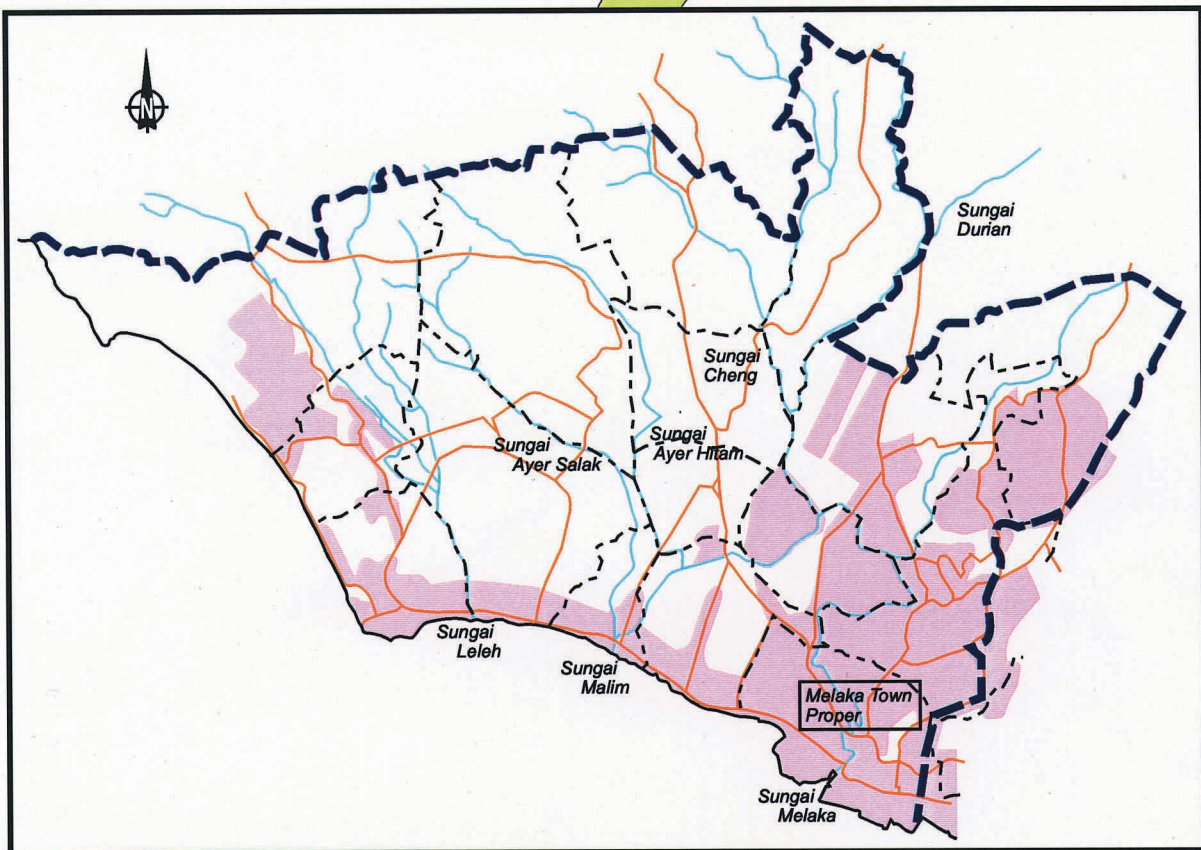 N
Sungai
Durian
Sungai
Cheng
Sungai
Ayer Salak
Sungai
Ayer Hitam
Sungai
Leleh
Sungai
Malim
Melaka Town
Proper
Sungai
Melaka